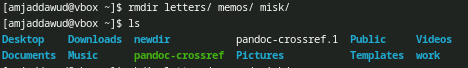 [amjaddawud@vbox ~]$ rmdir letters/ memos/ misk/
[amjaddawud@vbox ~]$ ls
Desktop Downloads newdir pandoc-crossref.1 Public Videos
Documents Music pandoc-crossref Pictures Templates work